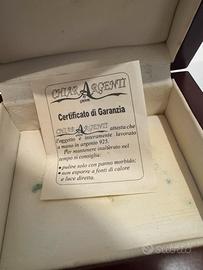 CHIAR ARGENTI
Certificato di Garanzia
CHIAR ARGENTI attesta che
l'oggetto è interamente lavorato
a mano in argento 925.
Per mantenere inalterato nel
tempo si consiglia:
• pulire solo con panno morbido;
• non esporre a fonti di calore
a luce diretta.
subito